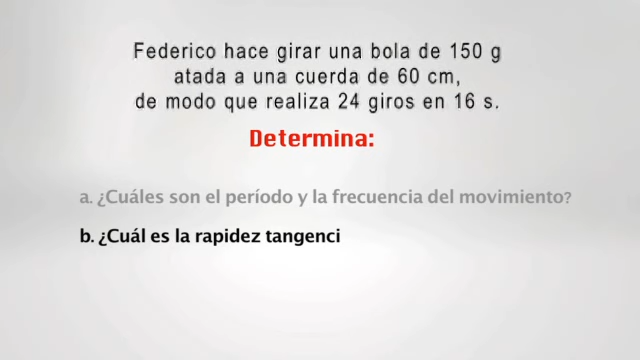 Federico hace girar una bola de 150 g
atada a una cuerda de 60 cm,
de modo que realiza 24 giros en 16 s.
Determina:
a. ¿Cuáles son el período y la frecuencia del movimiento?
b. ¿Cuál es la rapidez tangenci